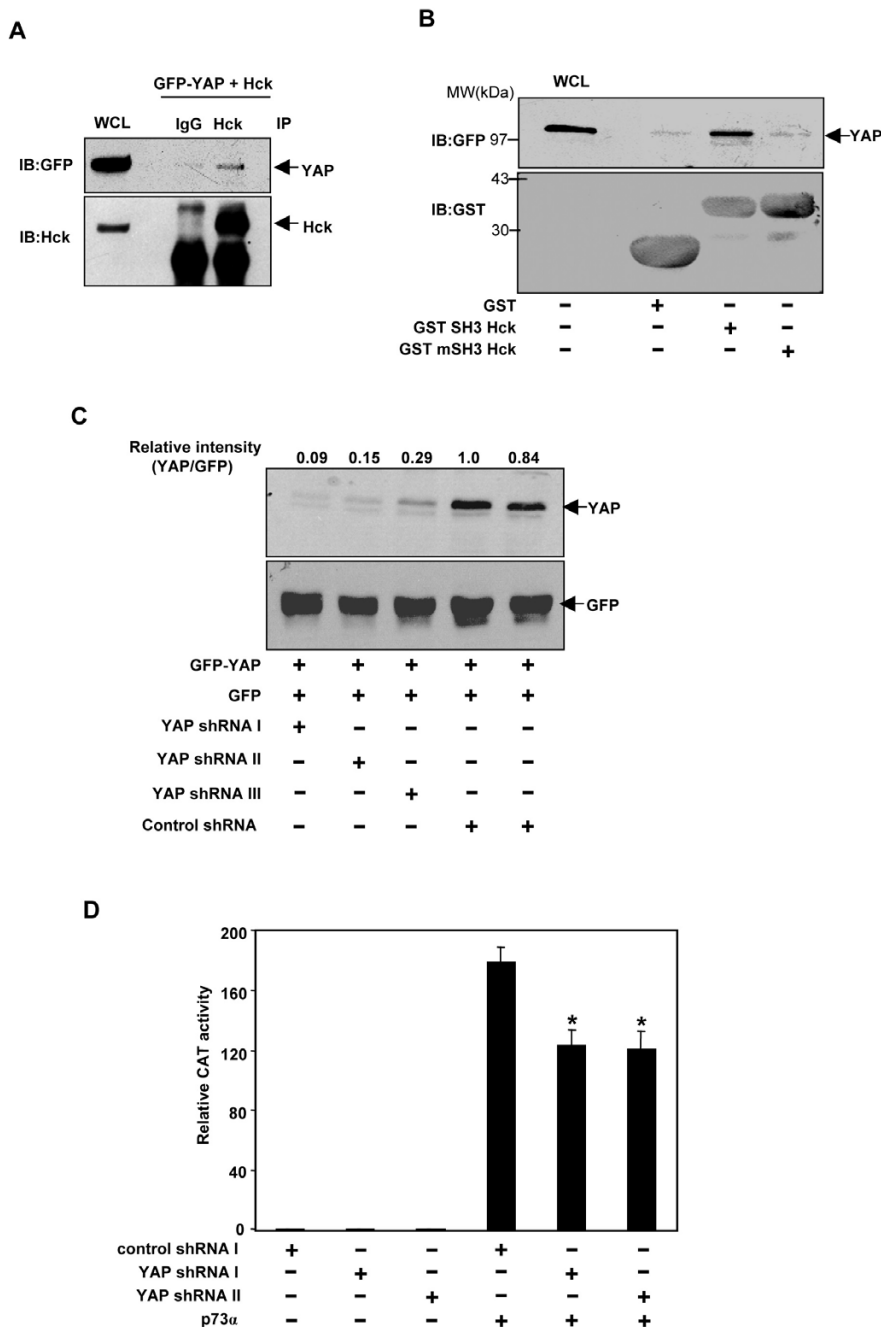 A
GFP-YAP + Hck
WCL IgG Hck IP
IB:GFP YAP
IB:Hck Hck
B
WCL
MW(kDa)
IB:GFP 97 YAP
43
IB:GST
30
GST - + - -
GST SH3 Hck - - + -
GST mSH3 Hck - - - +
C
Relative intensity 0.09 0.15 0.29 1.0 0.84
(YAP/GFP)
YAP
GFP
GFP-YAP + + + + +
GFP + + + + +
YAP shRNA I + - - - -
YAP shRNA II - + - - -
YAP shRNA III - - + - -
Control shRNA - - - + +
D
200
160
120
80
40
0
Relative CAT activity
* *
control shRNA I + - - + - -
YAP shRNA I - + - - + -
YAP shRNA II - - + - - +
p73α - - - + + +